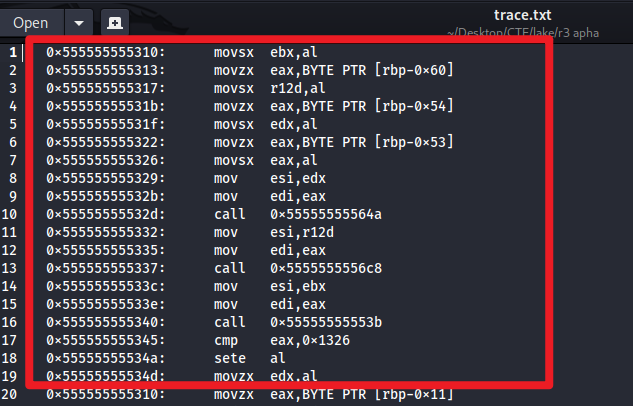 Open
trace.txt
~/Desktop/CTF/lake/r3 apha
1 0×555555555310: movsx ebx,al
2 0×555555555313: movzx eax,BYTE PTR [rbp-0×60]
3 0×555555555317: movsx r12d,al
4 0×55555555531b: movzx eax,BYTE PTR [rbp-0×54]
5 0×55555555531f: movsx edx,al
6 0×555555555322: movzx eax,BYTE PTR [rbp-0×53]
7 0×555555555326: movsx eax,al
8 0×555555555329: mov esi,edx
9 0×55555555532b: mov edi,eax
10 0×55555555532d: call 0×55555555564a
11 0×555555555332: mov esi,r12d
12 0×555555555335: mov edi,eax
13 0×555555555337: call 0×5555555556c8
14 0×55555555533c: mov esi,ebx
15 0×55555555533e: mov edi,eax
16 0×555555555340: call 0×55555555553b
17 0×555555555345: cmp eax,0×1326
18 0×55555555534a: sete al
19 0×55555555534d: movzx edx,al
20 0×555555555310: movzx eax,BYTE PTR [rbp-0×11]